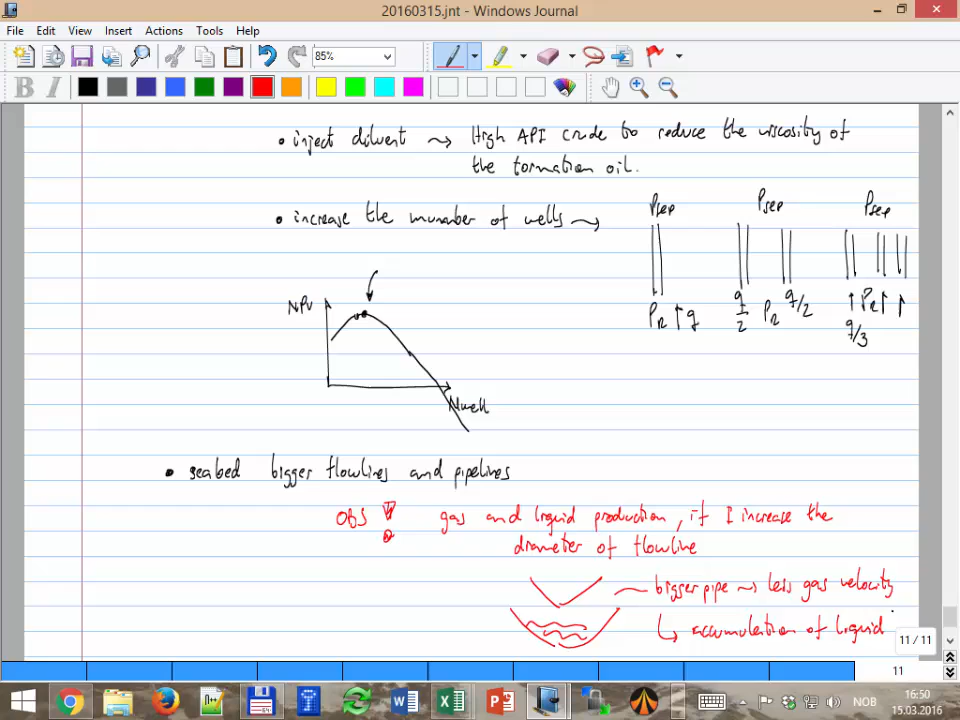 20160315.jnt - Windows Journal
File Edit View Insert Actions Tools Help
85%
B I
• inject diluent ⇝ High API crude to reduce the viscosity of
the formation oil.
• increase the mumber of wells ⇝
Psep Psep Psep
PR ↑ q q/2 PR q/2 ↑ PR ↑ ↑
q/3
NPV
Nwell
• seabed bigger flowlines and pipelines
OBS gas and liquid production, if I increase the
diameter of flowline
bigger pipe ⇝ less gas velocity
↳ accumulation of liquid
11 / 11
11
NOB
16:50
15.03.2016